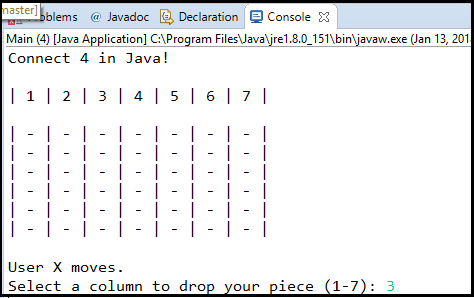 master]
Problems @ Javadoc Declaration Console
Main (4) [Java Application] C:\Program Files\Java\jre1.8.0_151\bin\javaw.exe (Jan 13, 201
Connect 4 in Java!
| 1 | 2 | 3 | 4 | 5 | 6 | 7 |
| - | - | - | - | - | - | - |
| - | - | - | - | - | - | - |
| - | - | - | - | - | - | - |
| - | - | - | - | - | - | - |
| - | - | - | - | - | - | - |
| - | - | - | - | - | - | - |
User X moves.
Select a column to drop your piece (1-7): 3